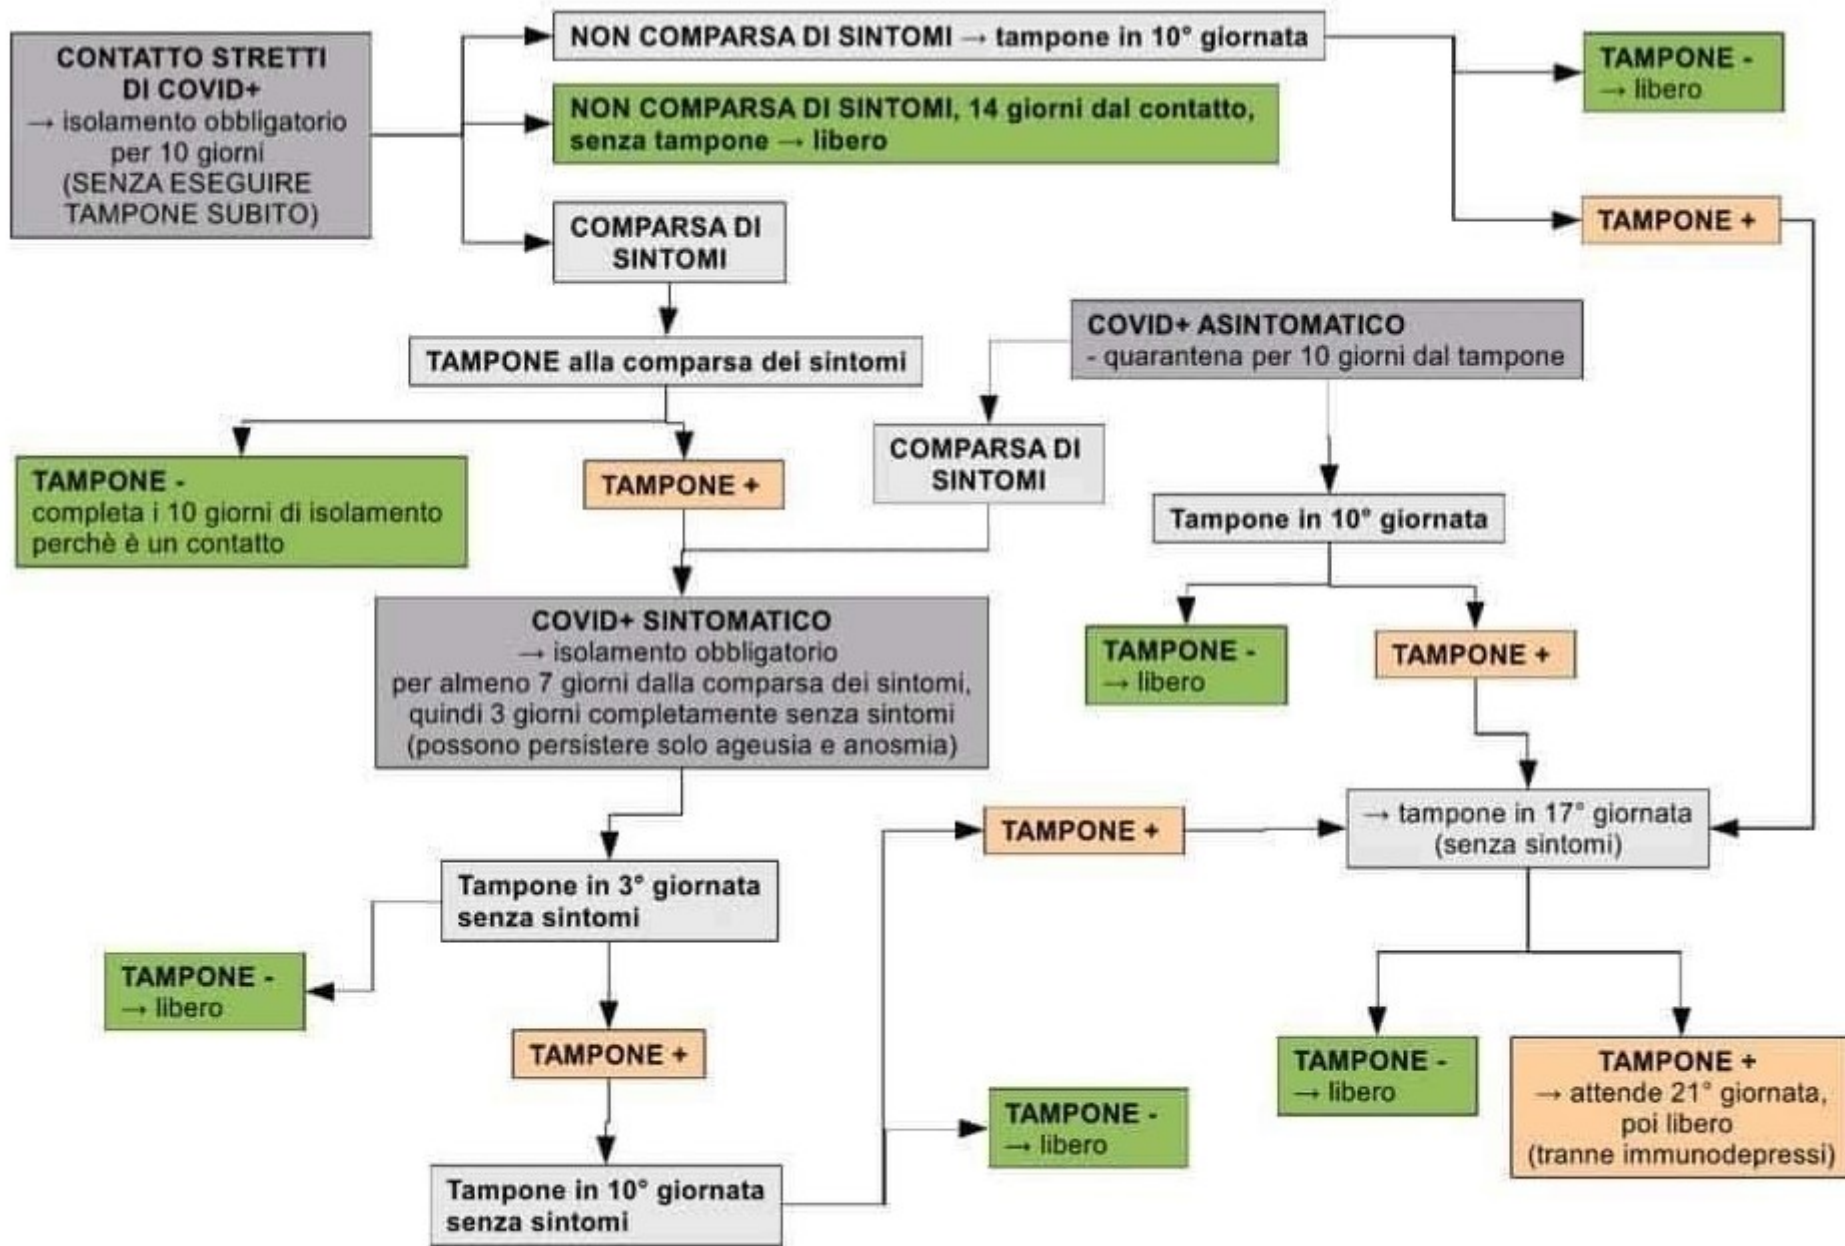 CONTATTO STRETTI
DI COVID+
→ isolamento obbligatorio
per 10 giorni
(SENZA ESEGUIRE
TAMPONE SUBITO)
NON COMPARSA DI SINTOMI → tampone in 10° giornata
TAMPONE -
→ libero
NON COMPARSA DI SINTOMI, 14 giorni dal contatto,
senza tampone → libero
TAMPONE +
COMPARSA DI
SINTOMI
TAMPONE alla comparsa dei sintomi
COVID+ ASINTOMATICO
- quarantena per 10 giorni dal tampone
TAMPONE -
completa i 10 giorni di isolamento
perchè è un contatto
TAMPONE +
COMPARSA DI
SINTOMI
Tampone in 10° giornata
COVID+ SINTOMATICO
→ isolamento obbligatorio
per almeno 7 giorni dalla comparsa dei sintomi,
quindi 3 giorni completamente senza sintomi
(possono persistere solo ageusia e anosmia)
TAMPONE -
→ libero
TAMPONE +
TAMPONE +
→ tampone in 17° giornata
(senza sintomi)
Tampone in 3° giornata
senza sintomi
TAMPONE -
→ libero
TAMPONE +
TAMPONE -
→ libero
TAMPONE +
→ attende 21° giornata,
poi libero
(tranne immunodepressi)
TAMPONE -
→ libero
Tampone in 10° giornata
senza sintomi